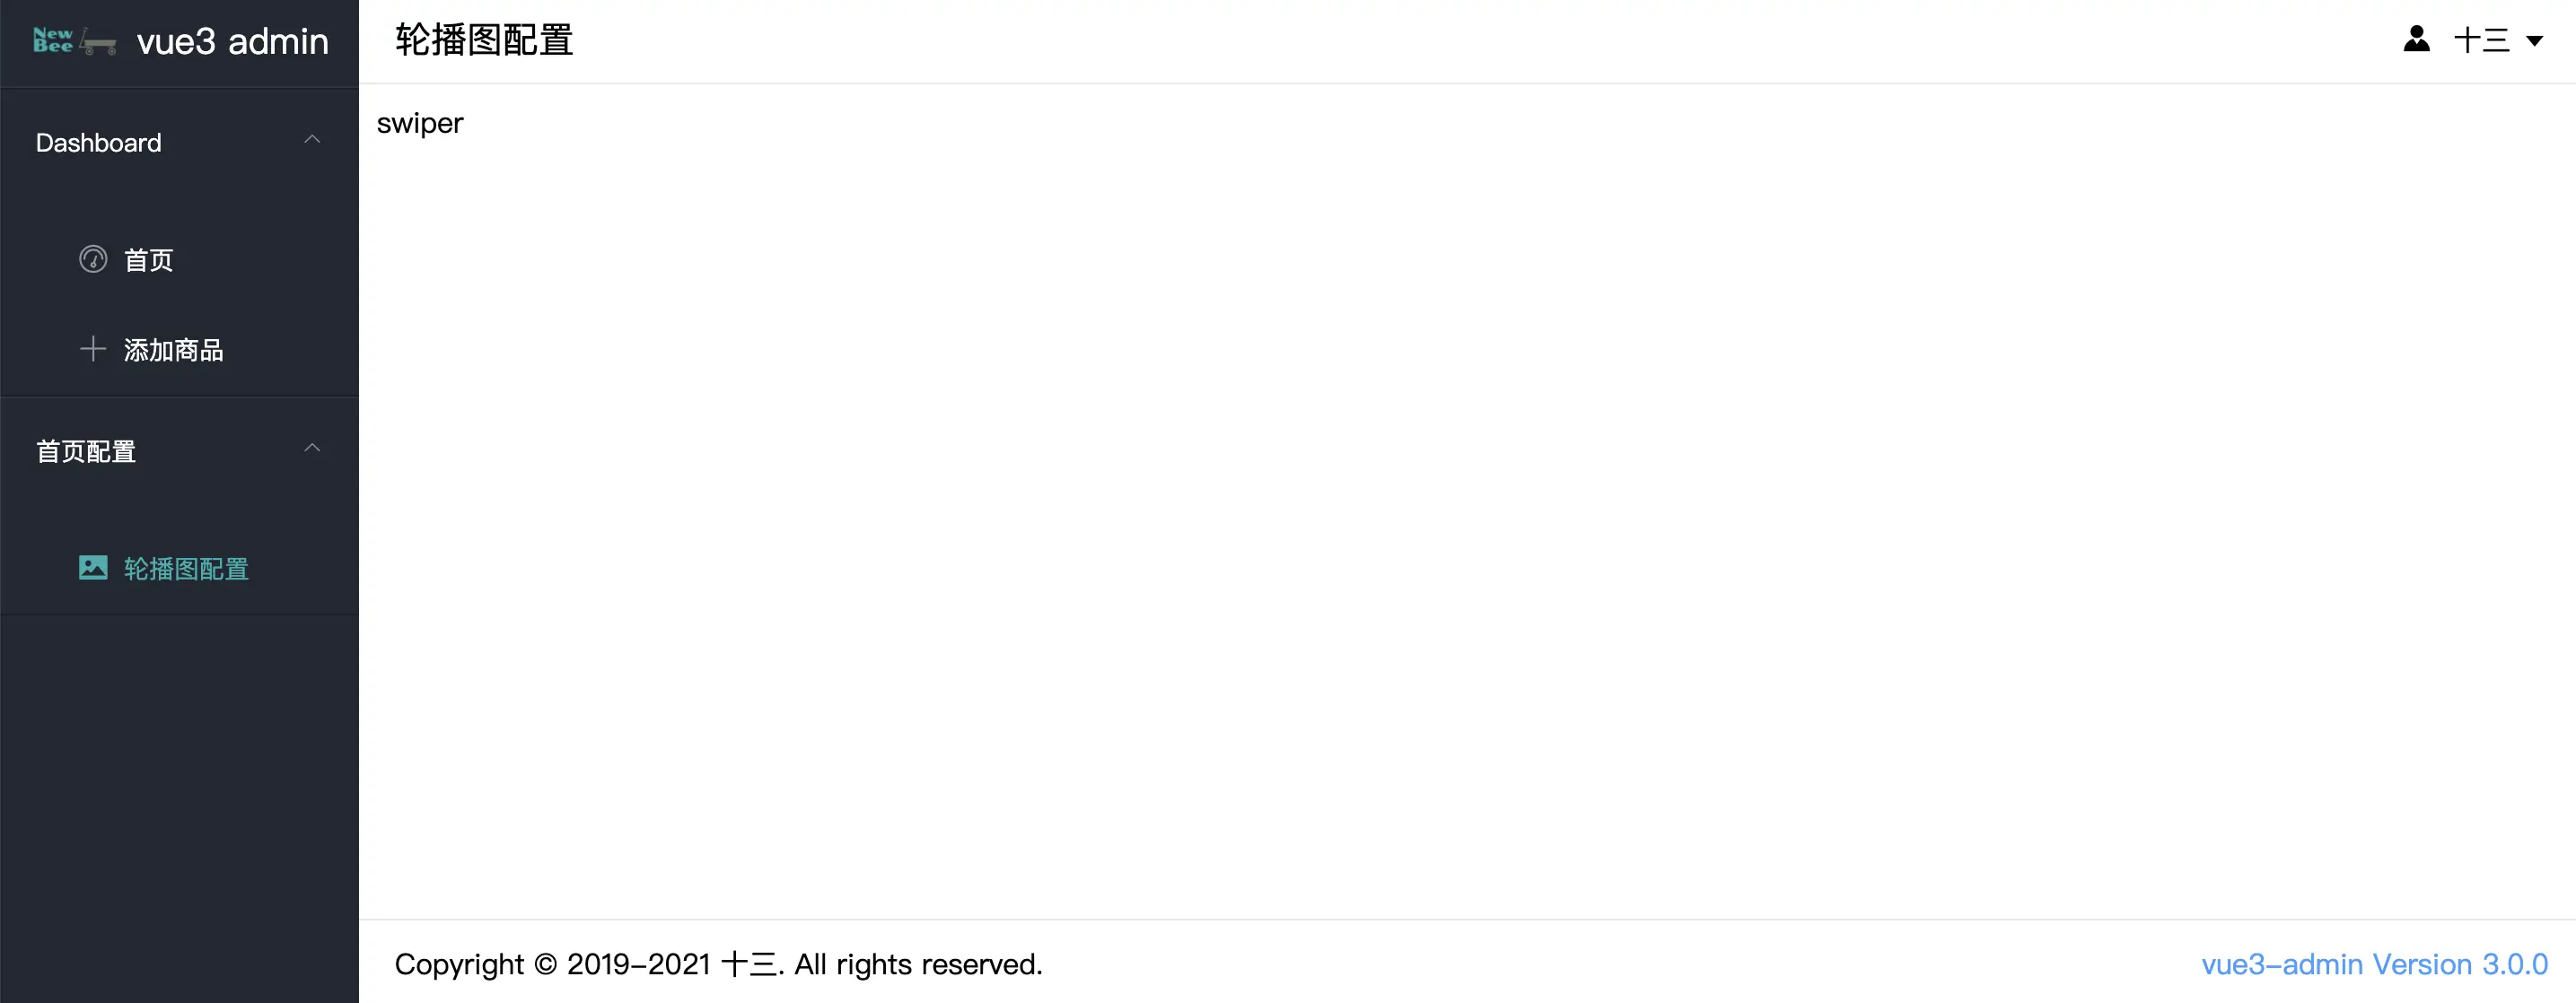 New
Bee
vue3 admin
轮播图配置
十三
Dashboard
swiper
首页
添加商品
首页配置
轮播图配置
Copyright © 2019-2021 十三. All rights reserved.
vue3-admin Version 3.0.0